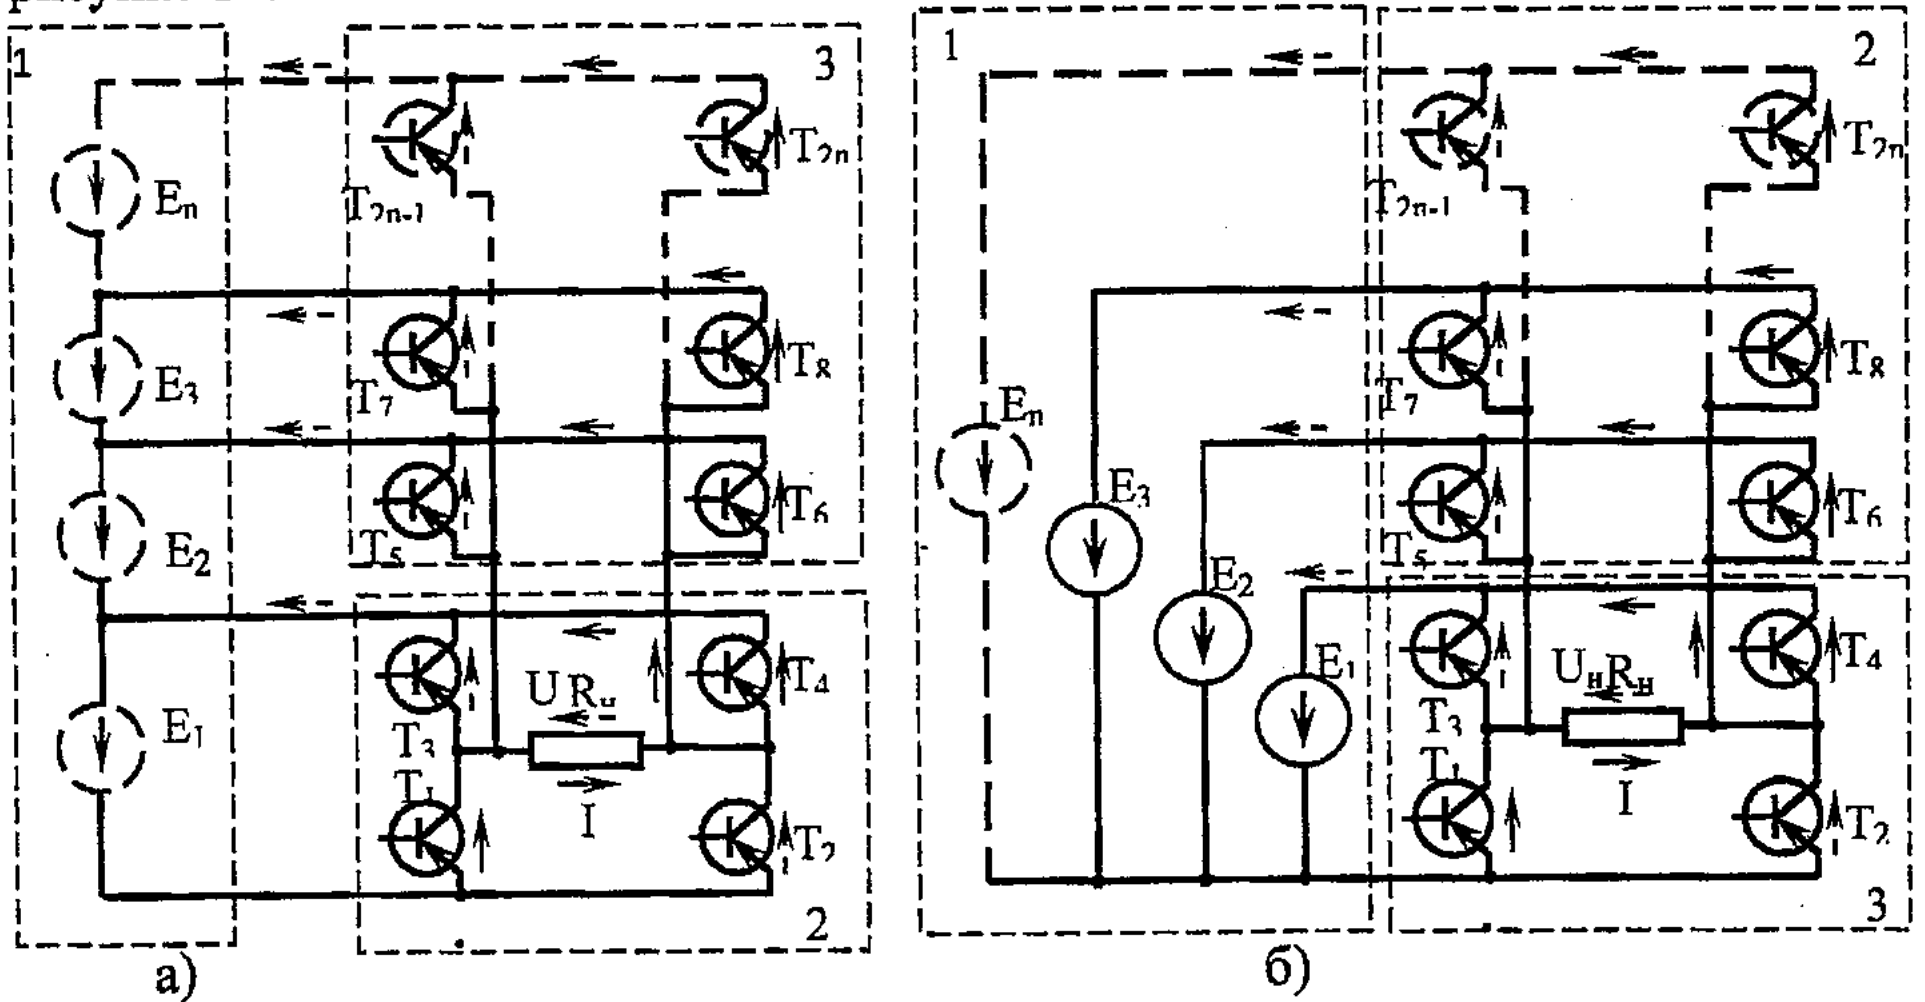 1
3
En
T2n-1
T2n
E3
T7
T8
E2
T5
T6
E1
U Rн
T3
T4
T1
I
T2
2
а)
1
2
T2n-1
T2n
En
E3
T7
T8
E2
T5
T6
E1
UнRн
T3
T4
T1
I
T2
3
б)